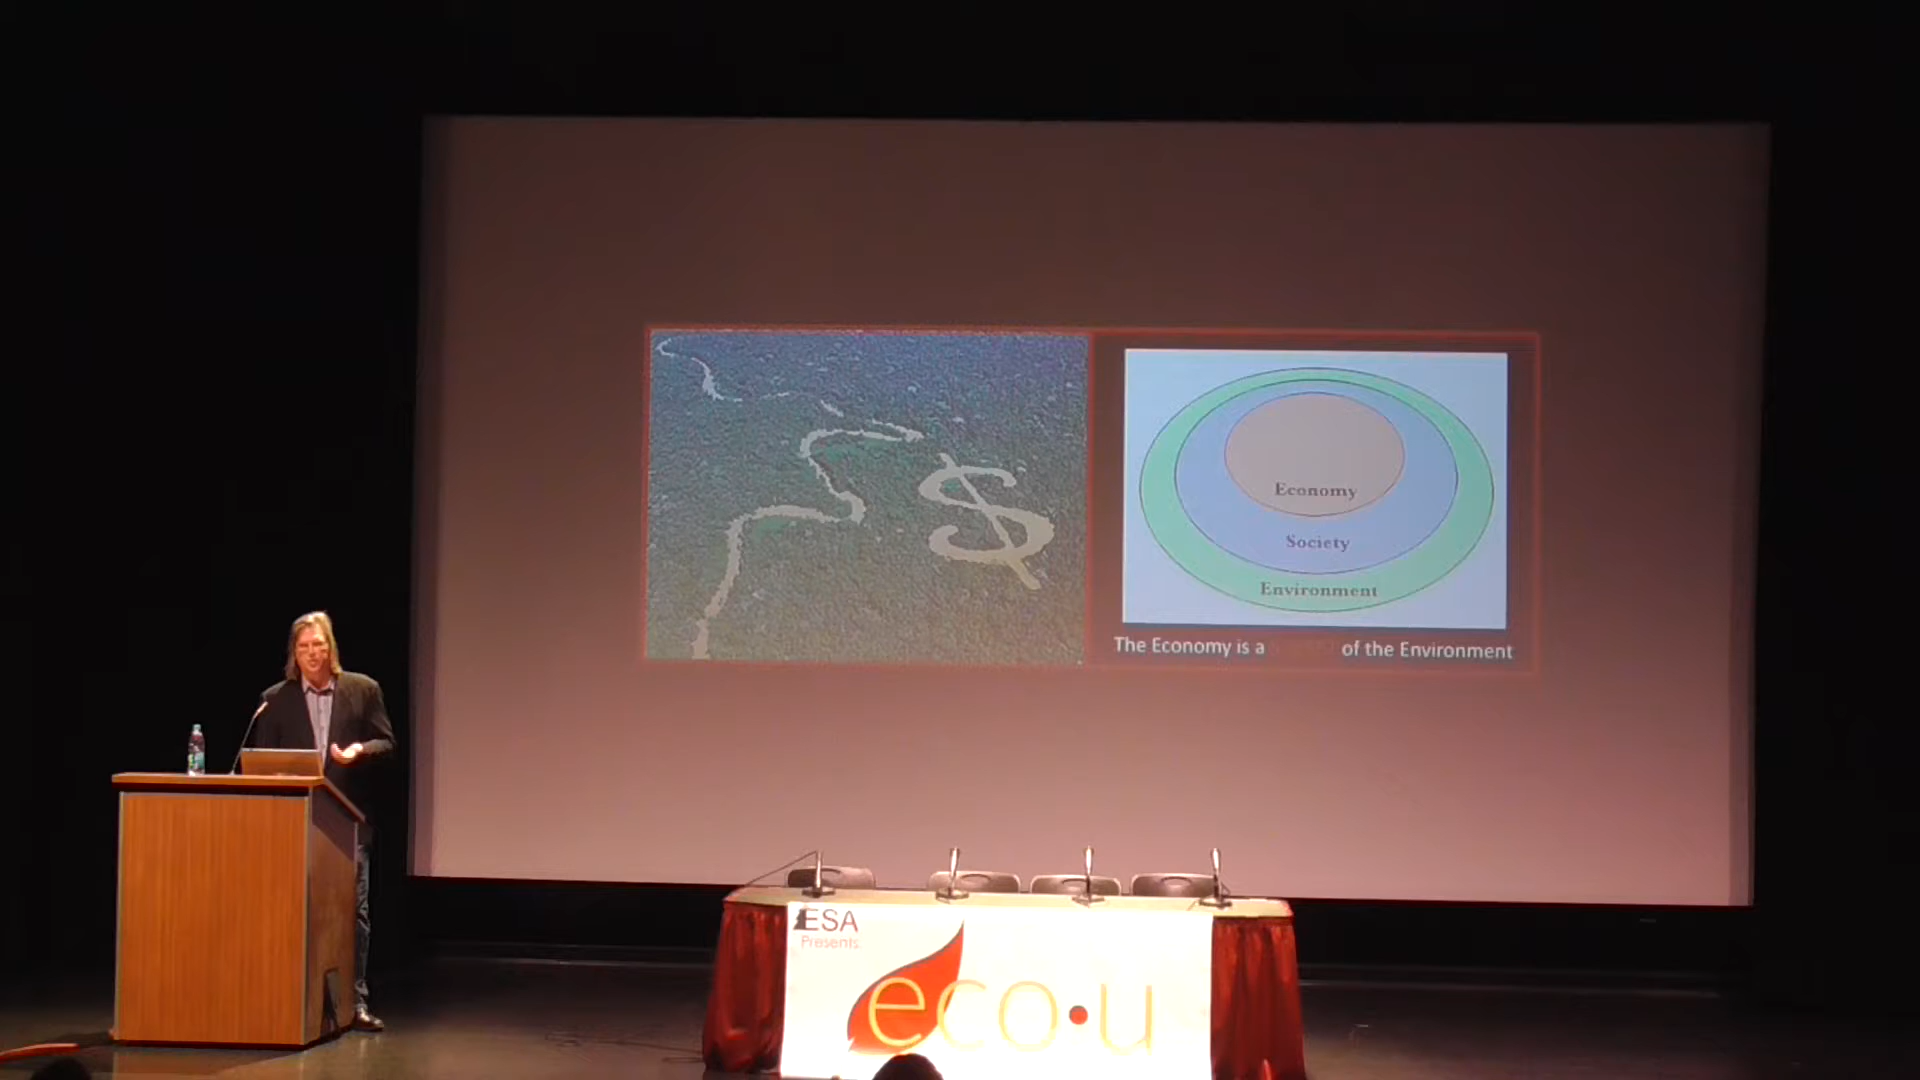 Economy
Society
Environment
The Economy is a of the Environment
ESA
Presents
eco•u